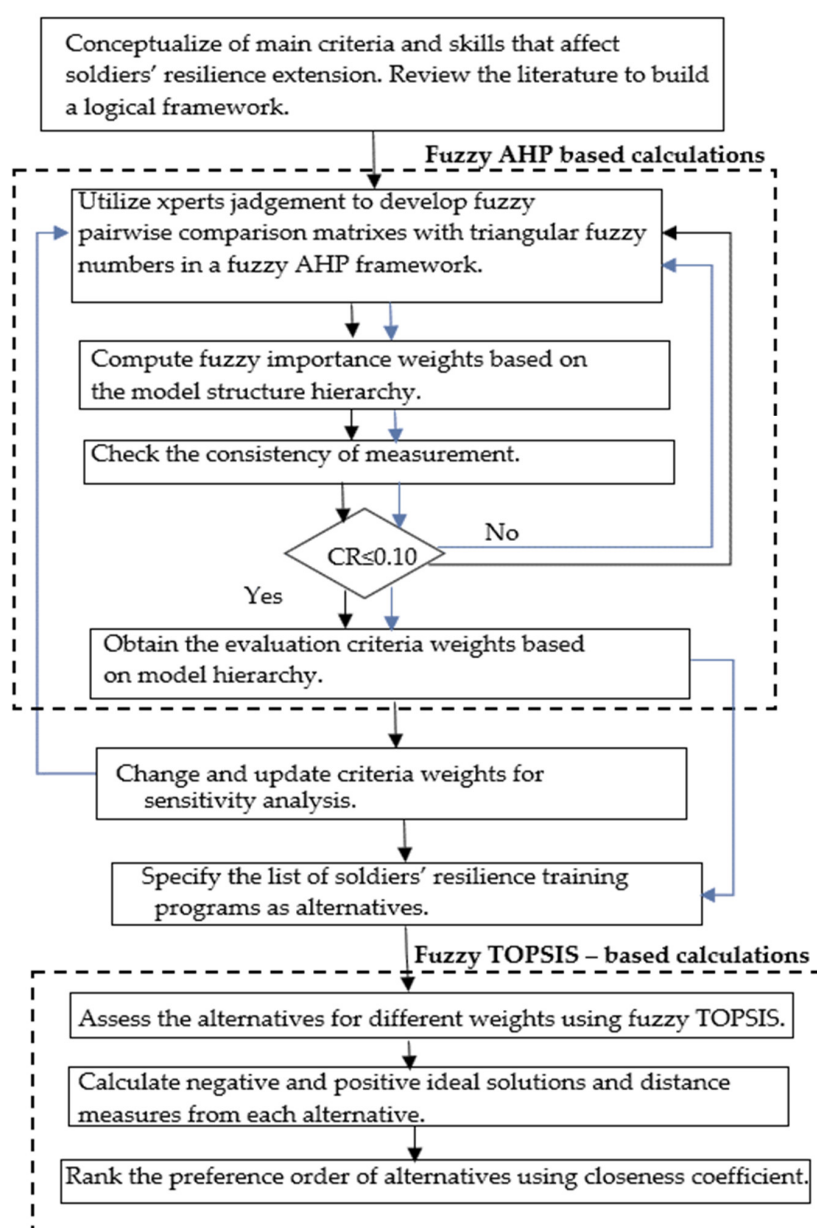 Conceptualize of main criteria and skills that affect
soldiers’ resilience extension. Review the literature to build
a logical framework.
Fuzzy AHP based calculations
Utilize xperts jadgement to develop fuzzy
pairwise comparison matrixes with triangular fuzzy
numbers in a fuzzy AHP framework.
Compute fuzzy importance weights based on
the model structure hierarchy.
Check the consistency of measurement.
CR≤0.10
No
Yes
Obtain the evaluation criteria weights based
on model hierarchy.
Change and update criteria weights for
sensitivity analysis.
Specify the list of soldiers’ resilience training
programs as alternatives.
Fuzzy TOPSIS – based calculations
Assess the alternatives for different weights using fuzzy TOPSIS.
Calculate negative and positive ideal solutions and distance
measures from each alternative.
Rank the preference order of alternatives using closeness coefficient.